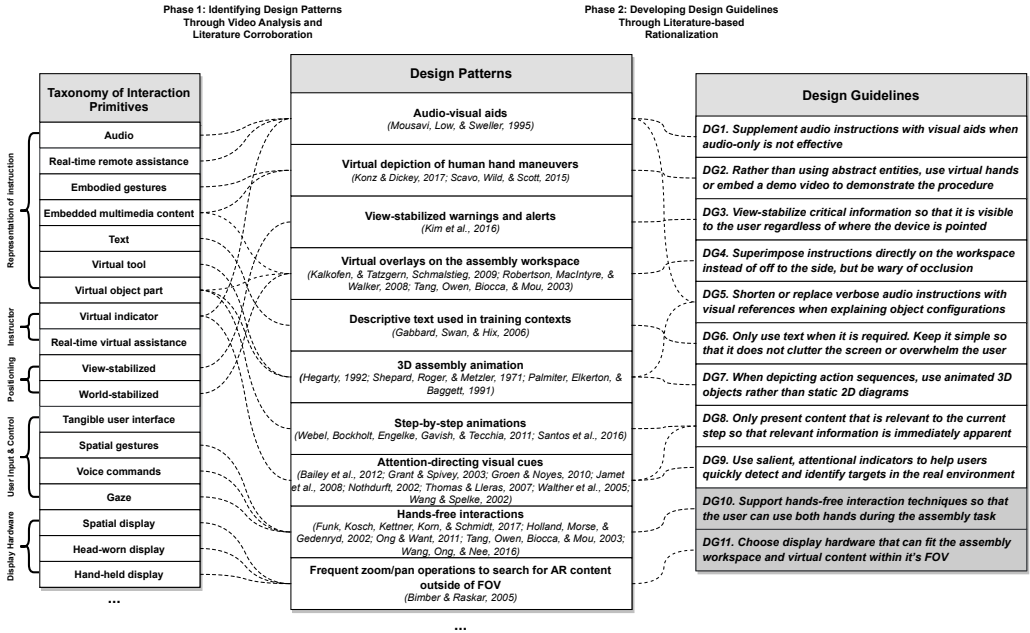 Phase 1: Identifying Design Patterns
Through Video Analysis and
Literature Corroboration
Phase 2: Developing Design Guidelines
Through Literature-based
Rationalization
Taxonomy of Interaction
Primitives
Representation of instruction
Audio
Real-time remote assistance
Embodied gestures
Embedded multimedia content
Text
Virtual tool
Virtual object part
Instructor
Virtual indicator
Real-time virtual assistance
Positioning
View-stabilized
World-stabilized
User Input & Control
Tangible user interface
Spatial gestures
Voice commands
Gaze
Display Hardware
Spatial display
Head-worn display
Hand-held display
...
Design Patterns
Audio-visual aids
(Mousavi, Low, & Sweller, 1995)
Virtual depiction of human hand maneuvers
(Konz & Dickey, 2017; Scavo, Wild, & Scott, 2015)
View-stabilized warnings and alerts
(Kim et al., 2016)
Virtual overlays on the assembly workspace
(Kalkofen, & Tatzgern, Schmalstieg, 2009; Robertson, MacIntyre, &
Walker, 2008; Tang, Owen, Biocca, & Mou, 2003)
Descriptive text used in training contexts
(Gabbard, Swan, & Hix, 2006)
3D assembly animation
(Hegarty, 1992; Shepard, Roger, & Metzler, 1971; Palmiter, Elkerton, &
Baggett, 1991)
Step-by-step animations
(Webel, Bockholt, Engelke, Gavish, & Tecchia, 2011; Santos et al., 2016)
Attention-directing visual cues
(Bailey et al., 2012; Grant & Spivey, 2003; Groen & Noyes, 2010; Jamet
et al., 2008; Nothdurft, 2002; Thomas & Lleras, 2007; Walther et al., 2005;
Wang & Spelke, 2002)
Hands-free interactions
(Funk, Kosch, Kettner, Korn, & Schmidt, 2017; Holland, Morse, &
Gedenryd, 2002; Ong & Want, 2011; Tang, Owen, Biocca, & Mou, 2003;
Wang, Ong, & Nee, 2016)
Frequent zoom/pan operations to search for AR content
outside of FOV
(Bimber & Raskar, 2005)
...
Design Guidelines
DG1. Supplement audio instructions with visual aids when
audio-only is not effective
DG2. Rather than using abstract entities, use virtual hands
or embed a demo video to demonstrate the procedure
DG3. View-stabilize critical information so that it is visible
to the user regardless of where the device is pointed
DG4. Superimpose instructions directly on the workspace
instead of off to the side, but be wary of occlusion
DG5. Shorten or replace verbose audio instructions with
visual references when explaining object configurations
DG6. Only use text when it is required. Keep it simple so
that it does not clutter the screen or overwhelm the user
DG7. When depicting action sequences, use animated 3D
objects rather than static 2D diagrams
DG8. Only present content that is relevant to the current
step so that relevant information is immediately apparent
DG9. Use salient, attentional indicators to help users
quickly detect and identify targets in the real environment
DG10. Support hands-free interaction techniques so that
the user can use both hands during the assembly task
DG11. Choose display hardware that can fit the assembly
workspace and virtual content within it's FOV